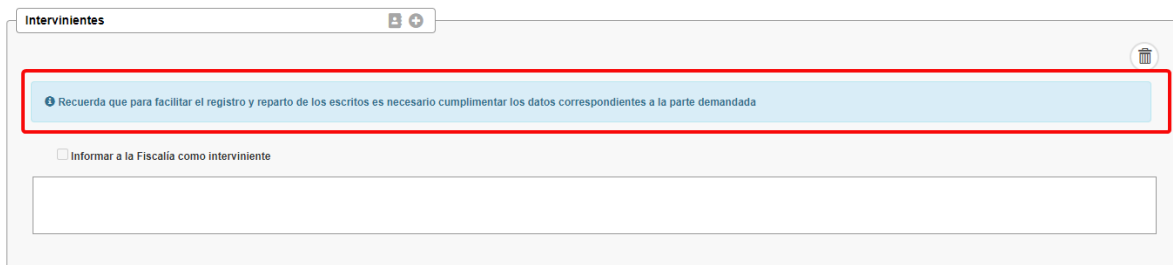 Intervinientes
Recuerda que para facilitar el registro y reparto de los escritos es necesario cumplimentar los datos correspondientes a la parte demandada
Informar a la Fiscalía como interviniente